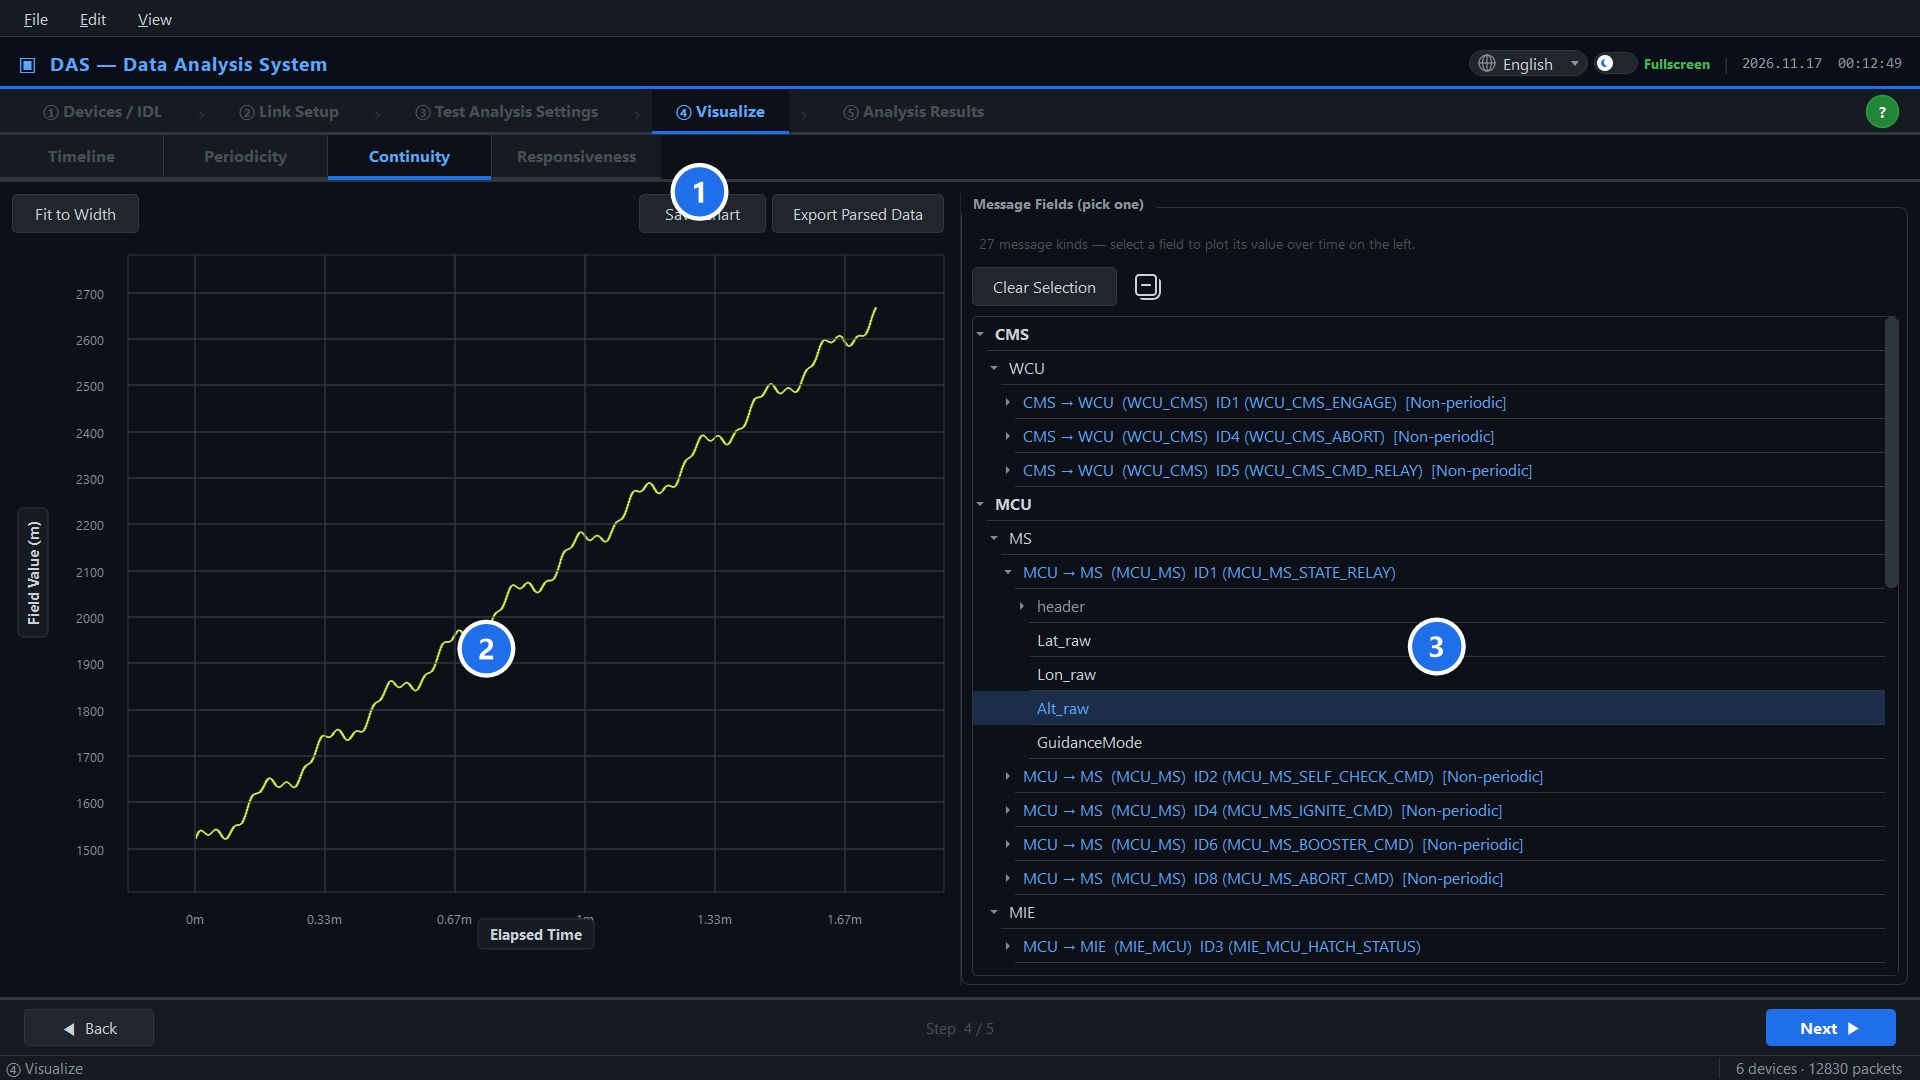 File Edit View
DAS — Data Analysis System
English
Fullscreen
2026.11.17 00:12:49
① Devices / IDL › ② Link Setup › ③ Test Analysis Settings › ④ Visualize › ⑤ Analysis Results
?
Timeline Periodicity Continuity Responsiveness
Fit to Width
1
Export Parsed Data
2700
2600
2500
2400
2300
2200
2100
2000
1900
1800
1700
1600
1500
Field Value (m)
2
0m 0.33m 0.67m 1m 1.33m 1.67m
Elapsed Time
Message Fields (pick one)
27 message kinds — select a field to plot its value over time on the left.
Clear Selection
CMS
WCU
CMS → WCU (WCU_CMS) ID1 (WCU_CMS_ENGAGE) [Non-periodic]
CMS → WCU (WCU_CMS) ID4 (WCU_CMS_ABORT) [Non-periodic]
CMS → WCU (WCU_CMS) ID5 (WCU_CMS_CMD_RELAY) [Non-periodic]
MCU
MS
MCU → MS (MCU_MS) ID1 (MCU_MS_STATE_RELAY)
header
Lat_raw
3
Lon_raw
Alt_raw
GuidanceMode
MCU → MS (MCU_MS) ID2 (MCU_MS_SELF_CHECK_CMD) [Non-periodic]
MCU → MS (MCU_MS) ID4 (MCU_MS_IGNITE_CMD) [Non-periodic]
MCU → MS (MCU_MS) ID6 (MCU_MS_BOOSTER_CMD) [Non-periodic]
MCU → MS (MCU_MS) ID8 (MCU_MS_ABORT_CMD) [Non-periodic]
MIE
MCU → MIE (MIE_MCU) ID3 (MIE_MCU_HATCH_STATUS)
Back
Step 4 / 5
Next
④ Visualize
6 devices · 12830 packets